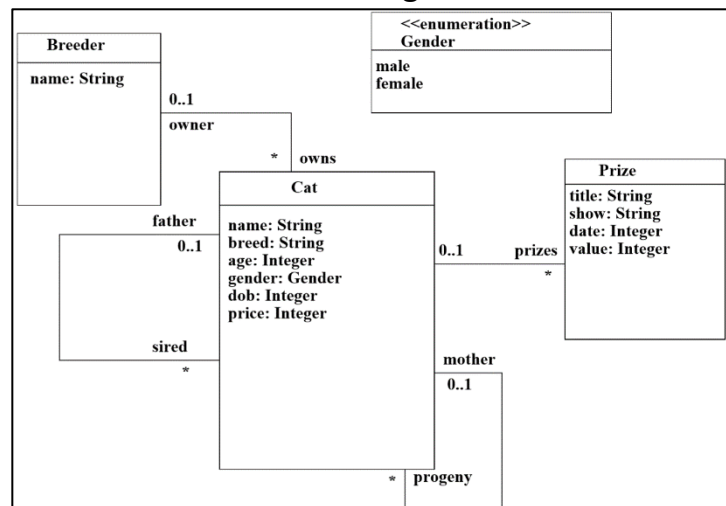 Breeder
name: String
<<enumeration>>
Gender
male
female
0..1
owner
* owns
Cat
name: String
breed: String
age: Integer
gender: Gender
dob: Integer
price: Integer
Prize
title: String
show: String
date: Integer
value: Integer
father
0..1
sired
*
0..1 prizes
*
mother
0..1
* progeny